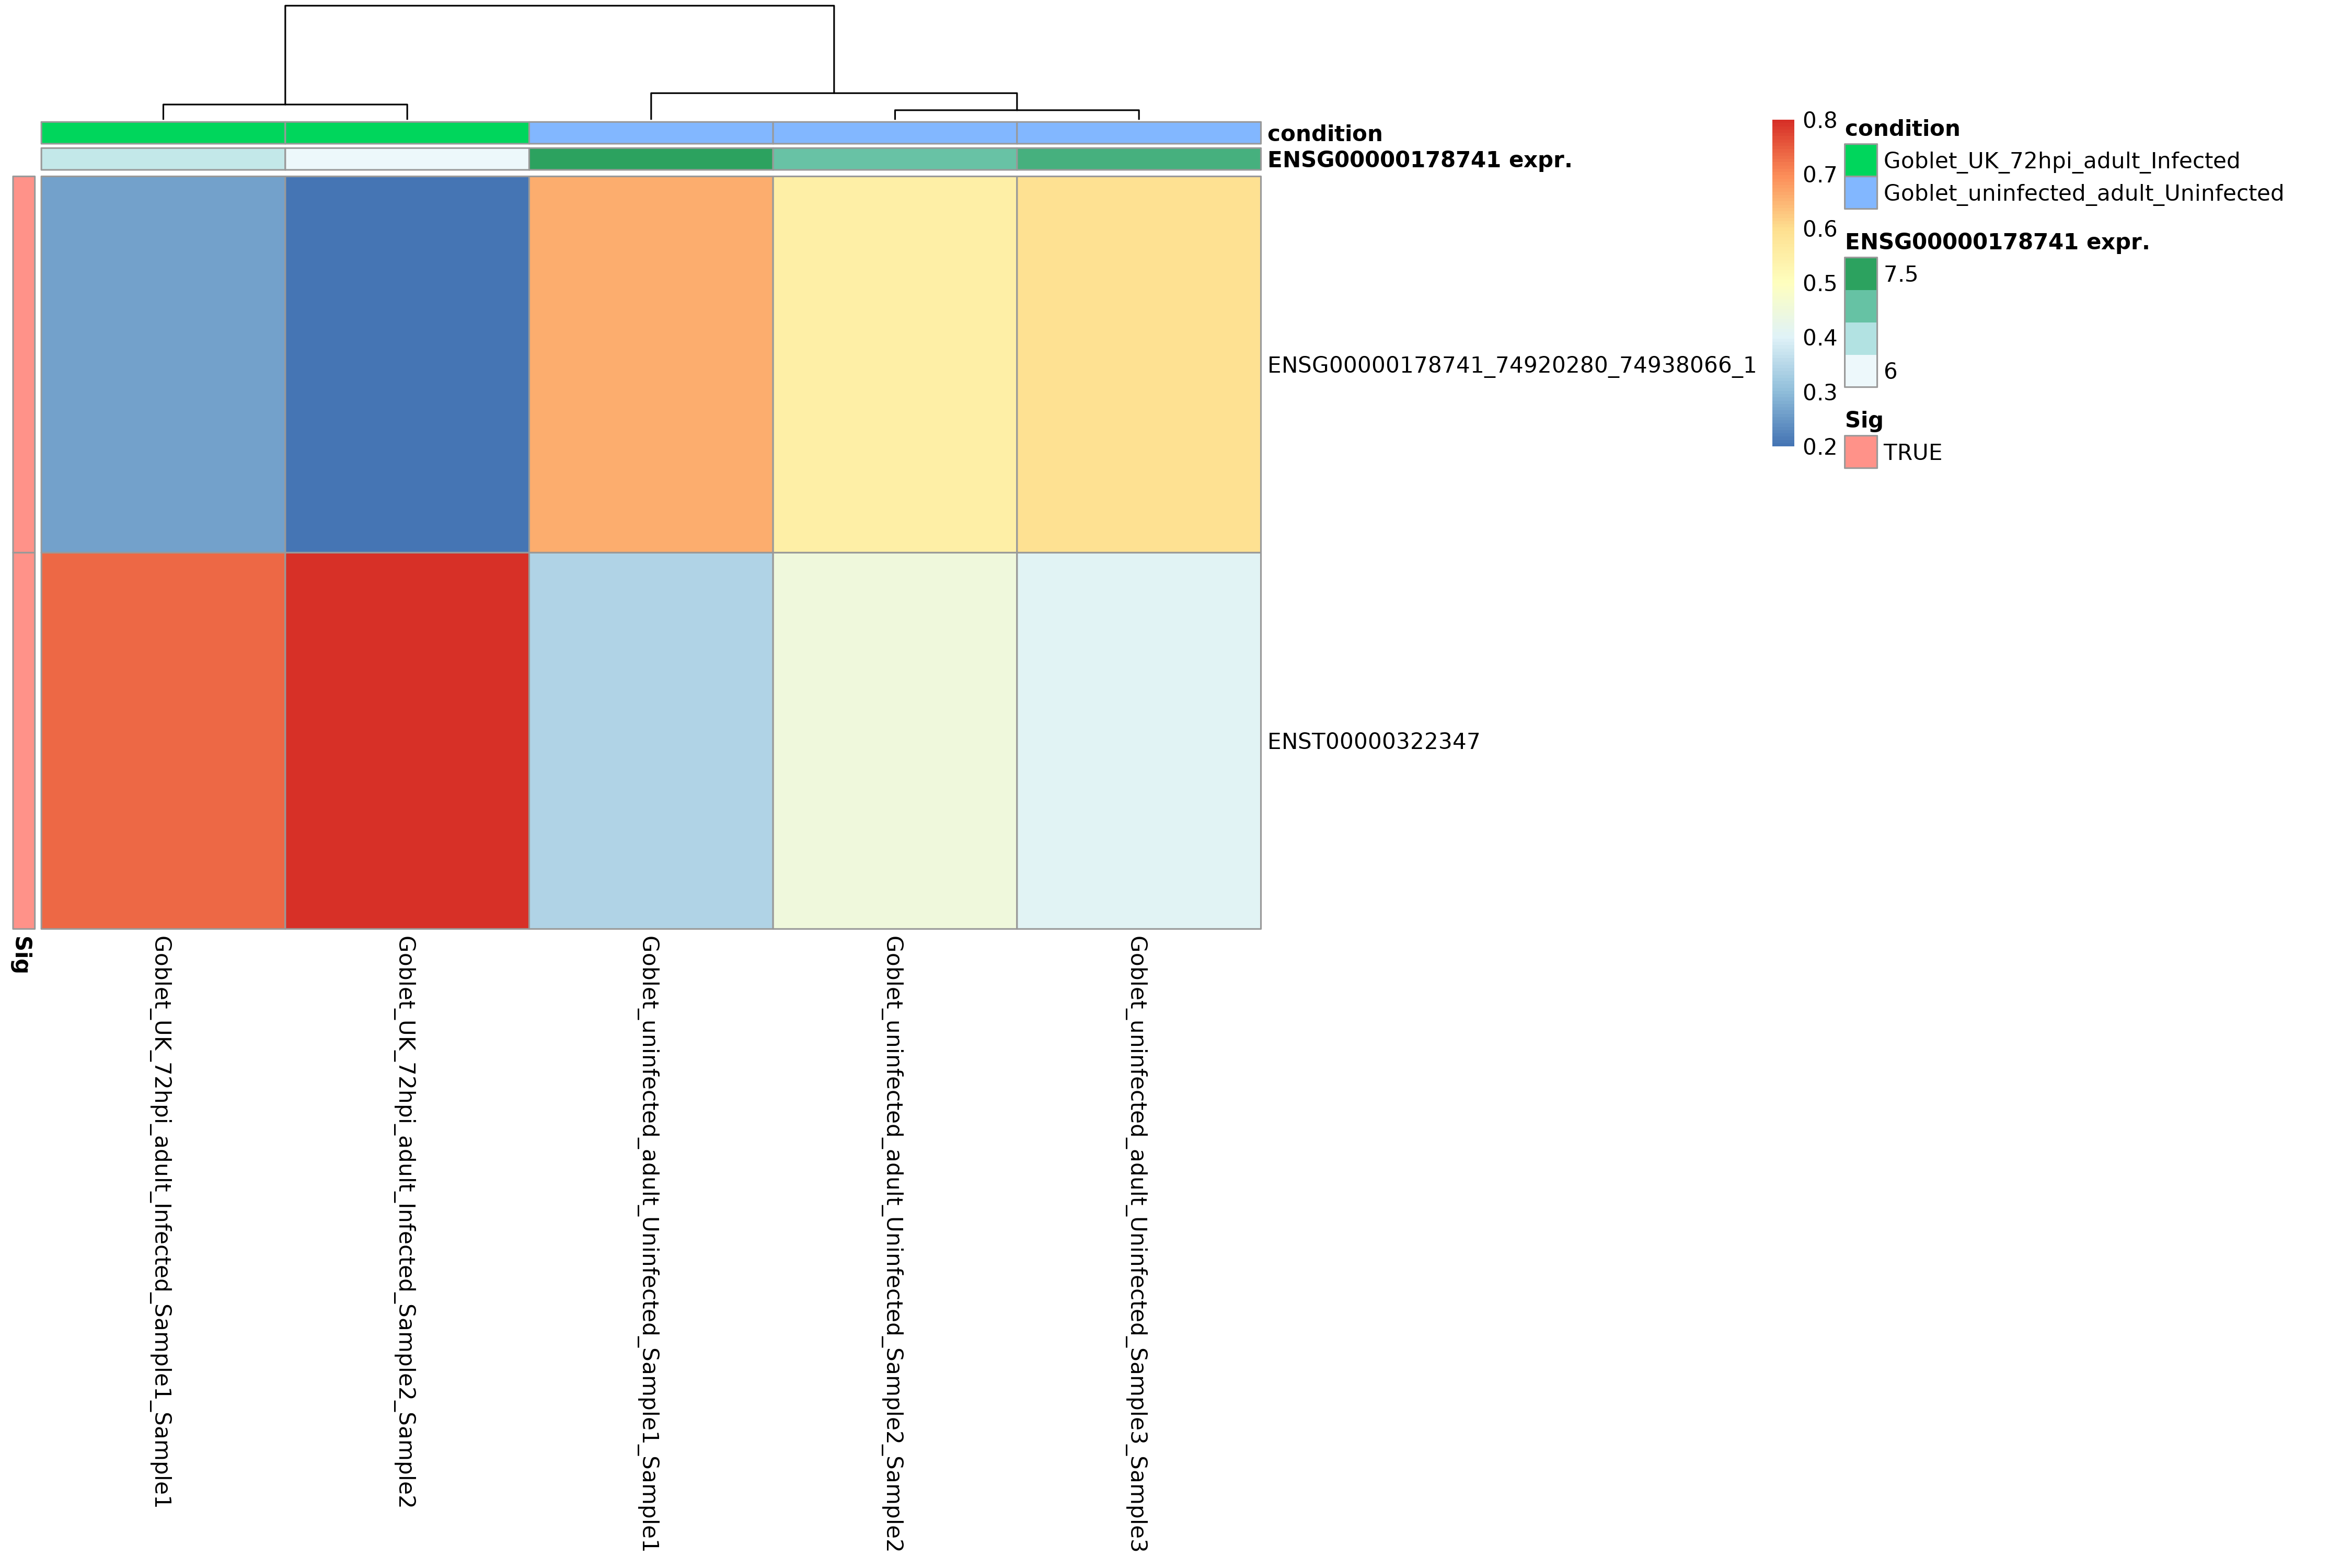 condition
ENSG00000178741 expr.
ENSG00000178741_74920280_74938066_1
ENST00000322347
Sig
Goblet_UK_72hpi_adult_Infected_Sample1_Sample1
Goblet_UK_72hpi_adult_Infected_Sample2_Sample2
Goblet_uninfected_adult_Uninfected_Sample1_Sample1
Goblet_uninfected_adult_Uninfected_Sample2_Sample2
Goblet_uninfected_adult_Uninfected_Sample3_Sample3
0.8
0.7
0.6
0.5
0.4
0.3
0.2
condition
Goblet_UK_72hpi_adult_Infected
Goblet_uninfected_adult_Uninfected
ENSG00000178741 expr.
7.5
6
Sig
TRUE